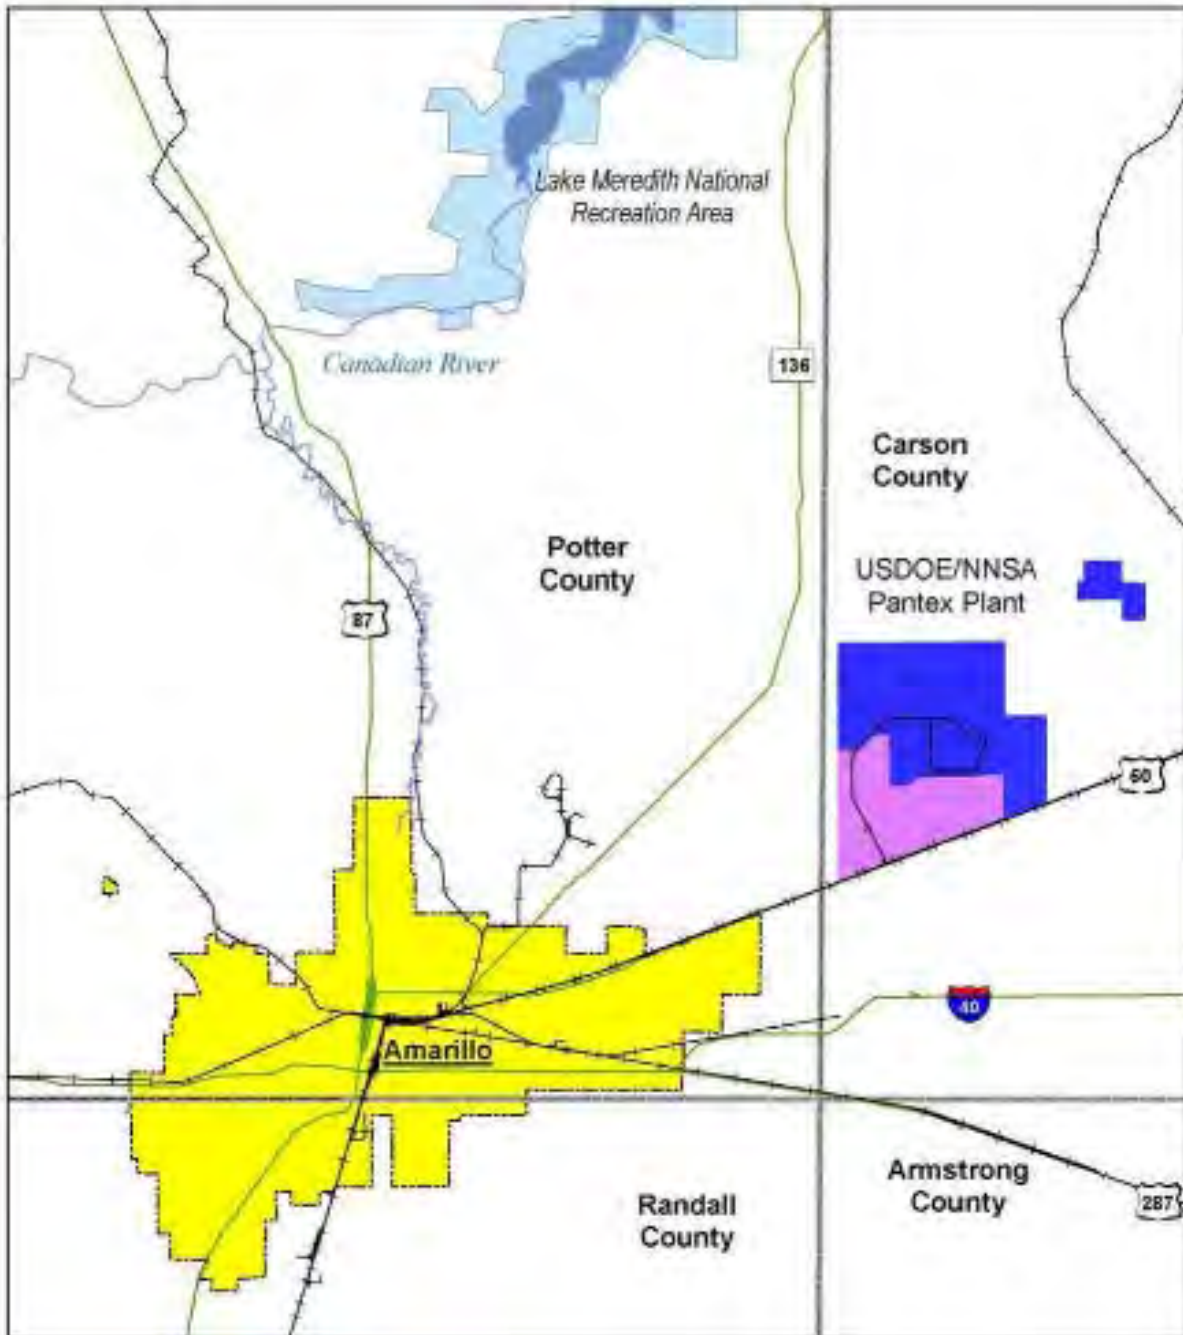 Lake Meredith National
Recreation Area
Canadian River
136
Carson
County
Potter
County
USDOE/NNSA
Pantex Plant
87
60
40
Amarillo
Armstrong
County
Randall
County
287